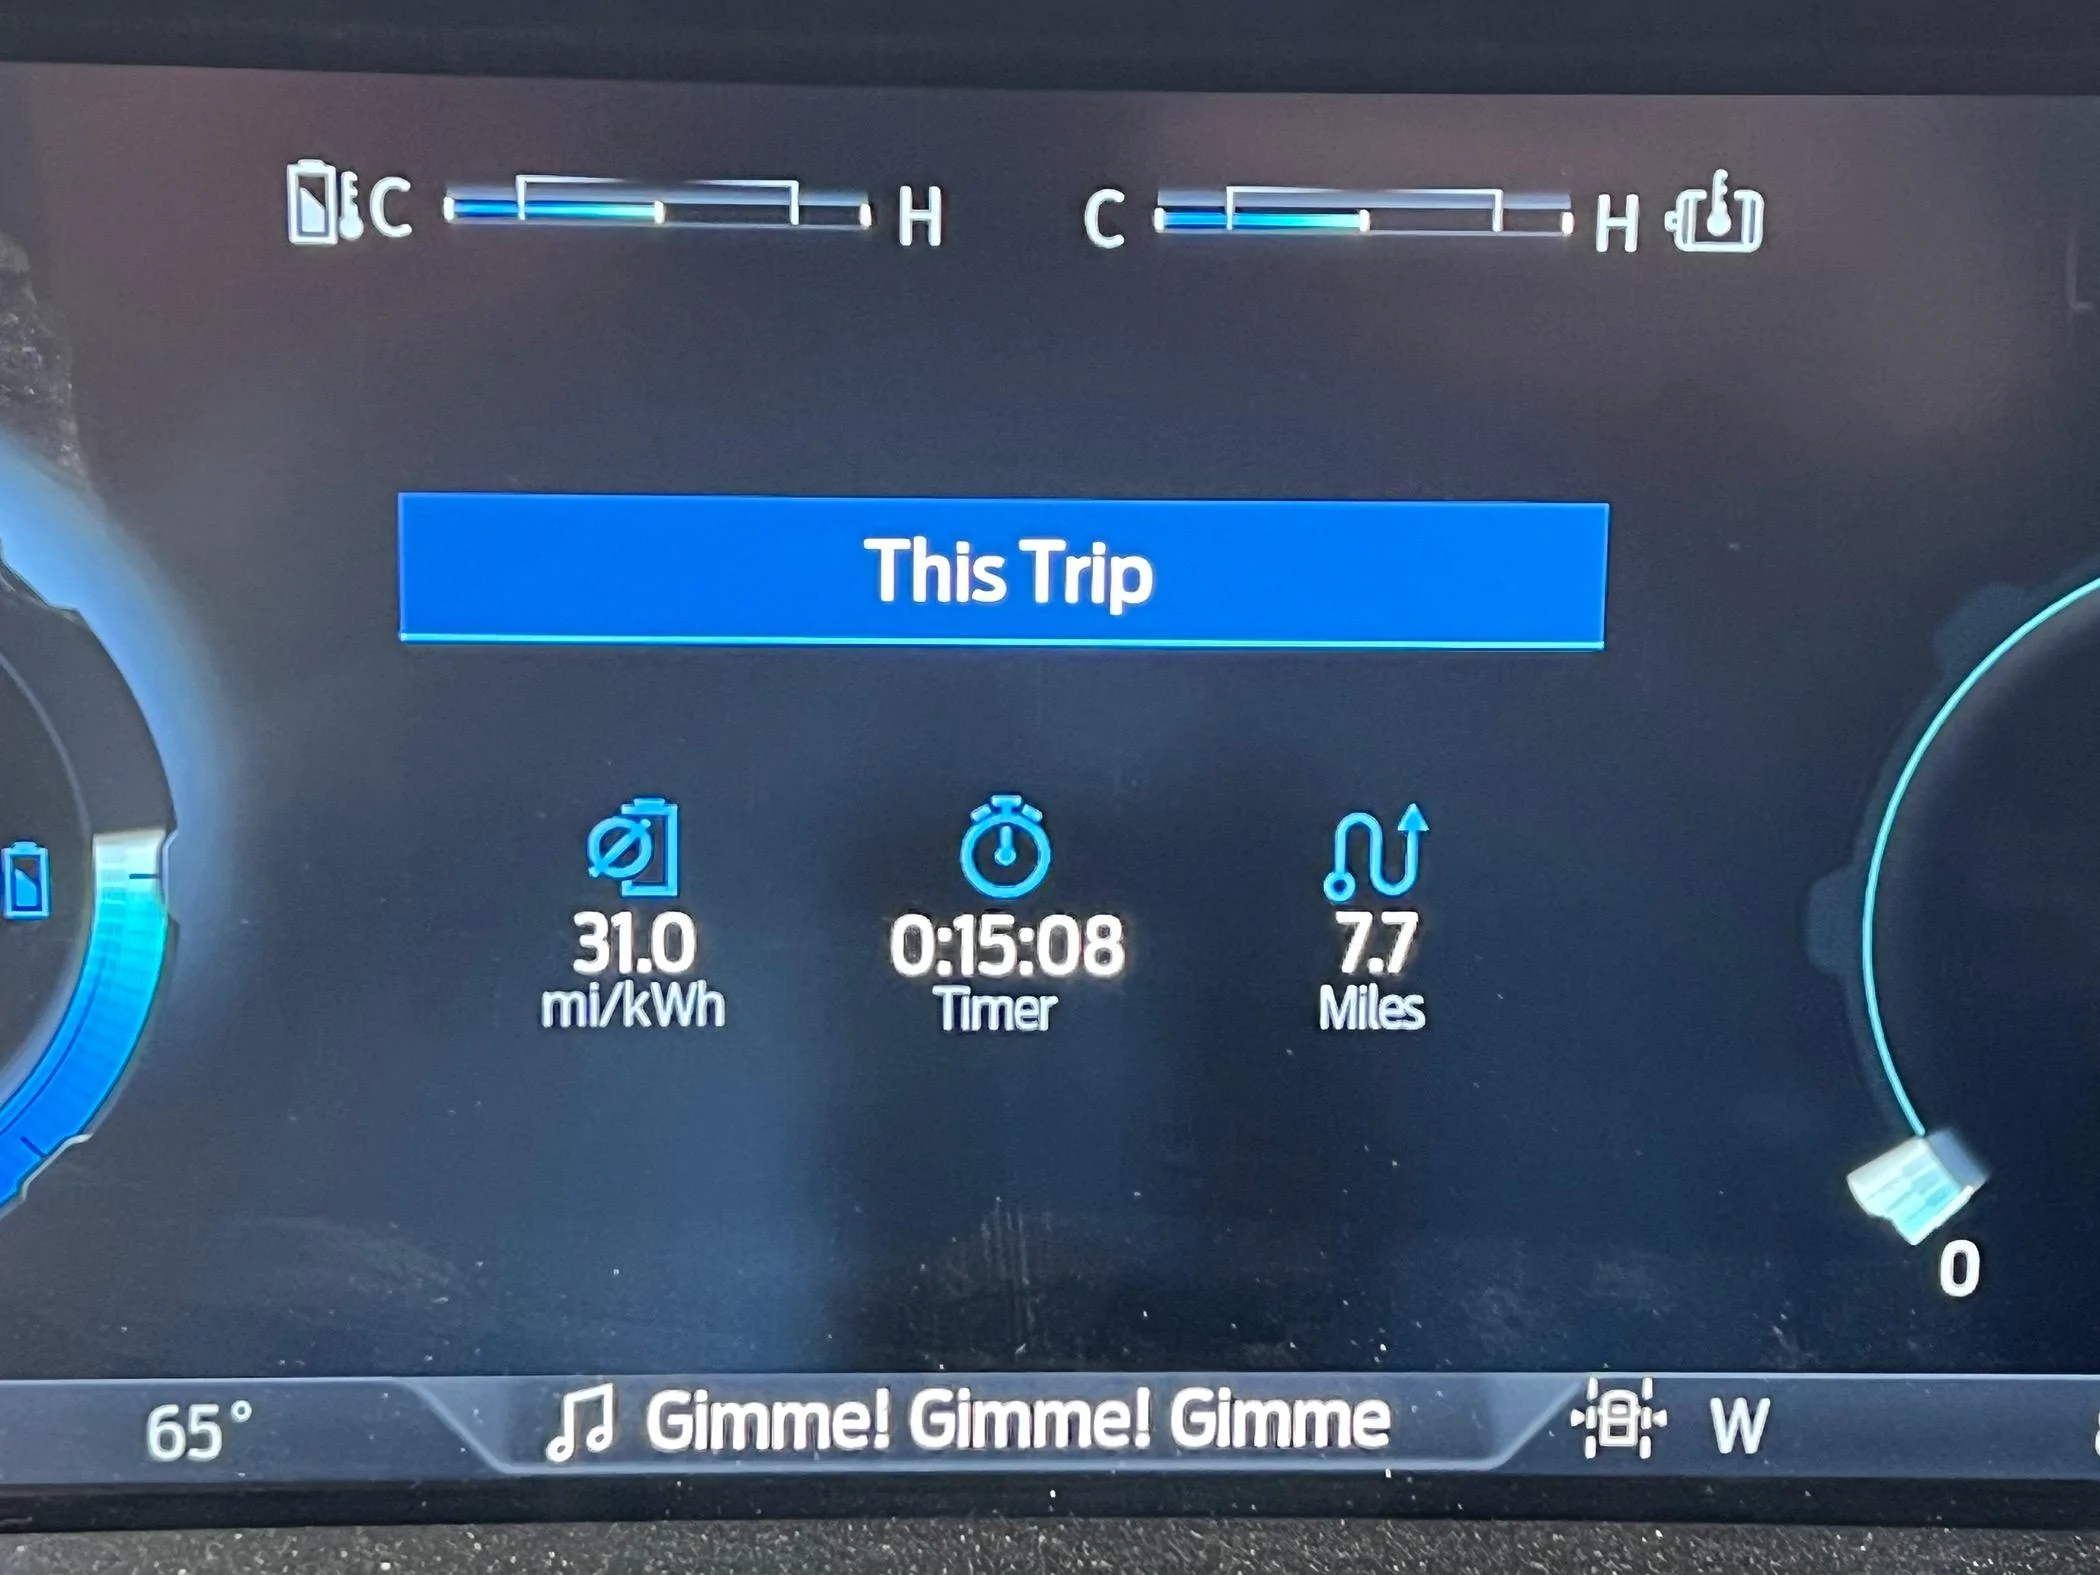 C H C H
This Trip
31.0 0:15:08 7.7
mi/kWh Timer Miles
0
65° Gimme! Gimme! Gimme W